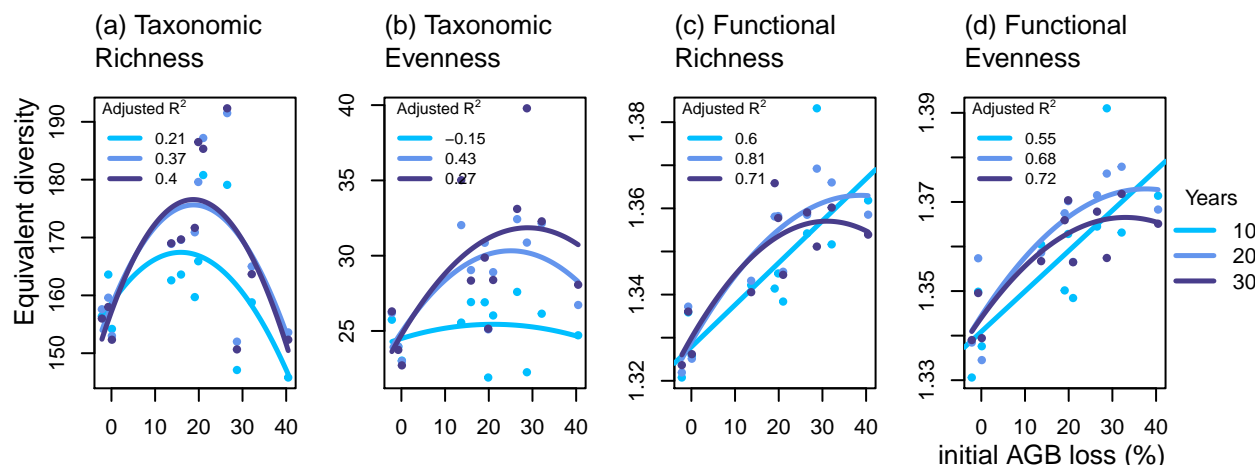 (a) Taxonomic
Richness
(b) Taxonomic
Evenness
(c) Functional
Richness
(d) Functional
Evenness
Equivalent diversity
Adjusted R²
0.21
0.37
0.4
150 160 170 180 190
0 10 20 30 40
Adjusted R²
−0.15
0.43
0.27
25 30 35 40
0 10 20 30 40
Adjusted R²
0.6
0.81
0.71
1.32 1.34 1.36 1.38
0 10 20 30 40
Adjusted R²
0.55
0.68
0.72
1.33 1.35 1.37 1.39
0 10 20 30 40
initial AGB loss (%)
Years
10
20
30